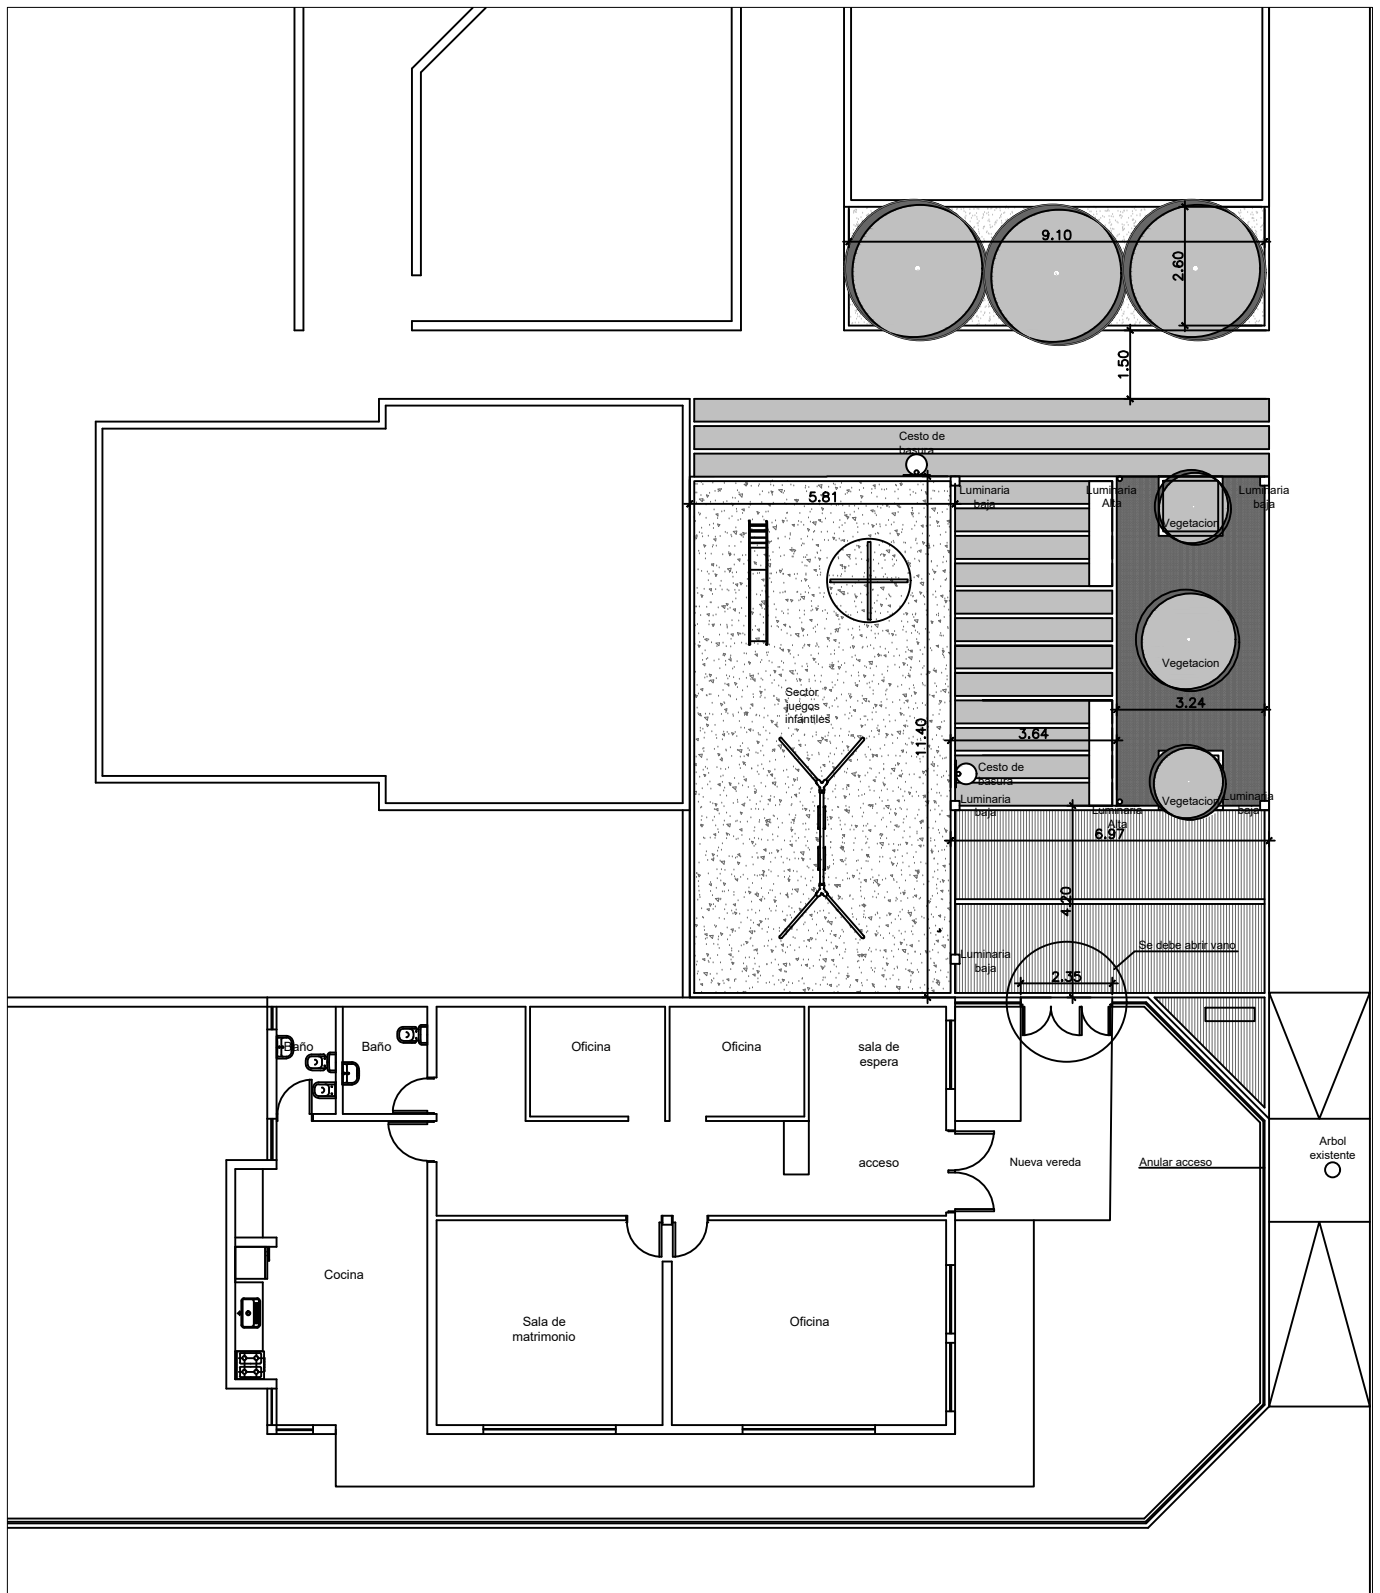 9.10
2.60
1.50
Cesto de
basura
5.81
Luminaria
baja
Luminaria
Alta
Vegetacion
Luminaria
baja
Sector
juegos
infantiles
Vegetacion
3.24
11.40
3.64
Cesto de
basura
Luminaria
baja
Luminaria
Alta
Vegetacion
Luminaria
baja
6.97
4.20
Luminaria
baja
Se debe abrir vano
2.35
Baño
Baño
Oficina
Oficina
sala de
espera
acceso
Nueva vereda
Anular acceso
Arbol
existente
Cocina
Sala de
matrimonio
Oficina